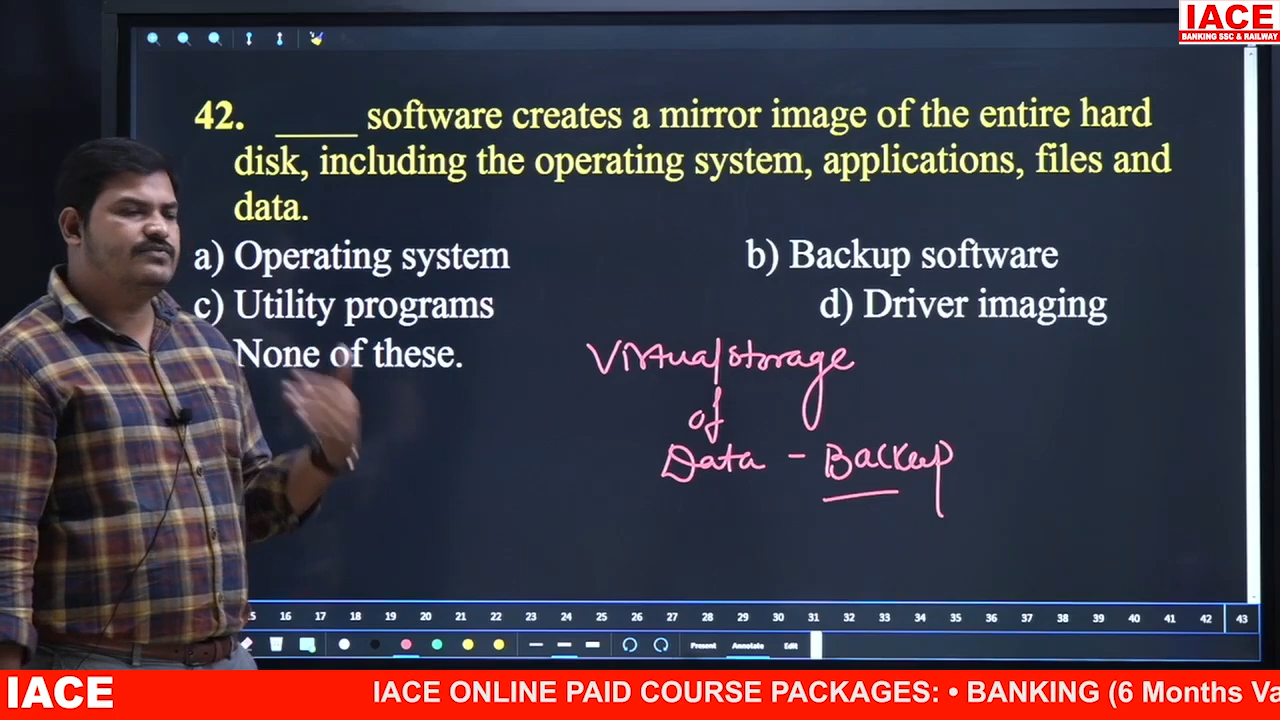 IACE
BANKING SSC & RAILWAY
42. ____ software creates a mirror image of the entire hard
disk, including the operating system, applications, files and
data.
a) Operating system b) Backup software
c) Utility programs d) Driver imaging
None of these.
Virtual storage
of
Data - Backup
15 16 17 18 19 20 21 22 23 24 25 26 27 28 29 30 31 32 33 34 35 36 37 38 39 40 41 42 43
Present Annotate Edit
IACE IACE ONLINE PAID COURSE PACKAGES: • BANKING (6 Months Va